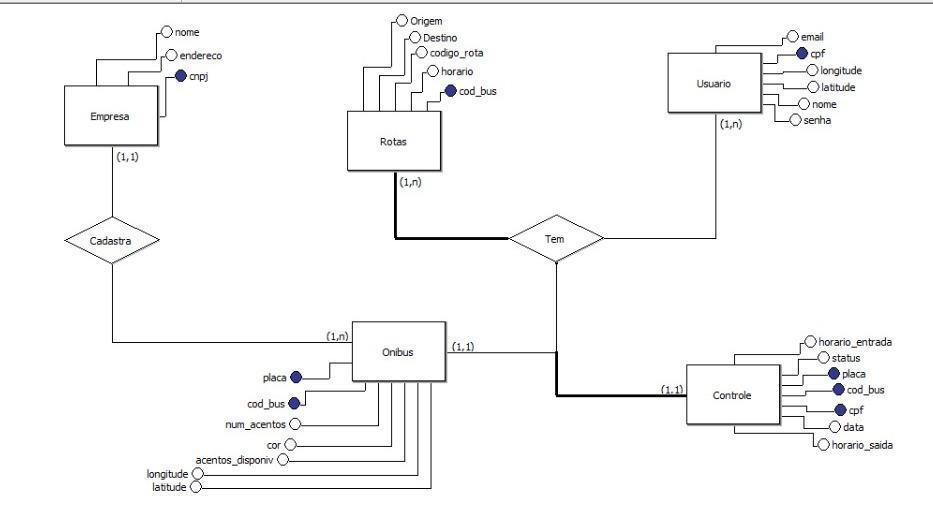 nome
endereco
cnpj
Empresa
(1,1)
Cadastra
Origem
Destino
codigo_rota
horario
cod_bus
Rotas
(1,n)
email
cpf
longitude
latitude
nome
senha
Usuario
(1,n)
Tem
(1,n)
Onibus
(1,1)
placa
cod_bus
num_acentos
cor
acentos_disponiv
longitude
latitude
(1,1)
Controle
horario_entrada
status
placa
cod_bus
cpf
data
horario_saida